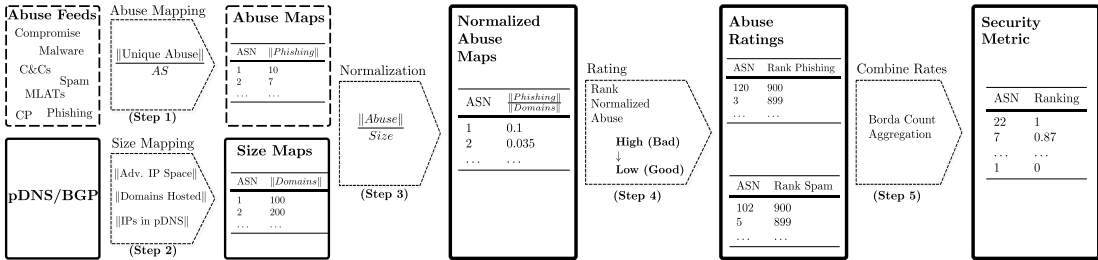 Abuse Feeds
Compromise
Malware
C&Cs
Spam
MLATs
CP
Phishing
pDNS/BGP
Abuse Mapping
‖Unique Abuse‖
AS
(Step 1)
Size Mapping
‖Adv. IP Space‖
‖Domains Hosted‖
‖IPs in pDNS‖
(Step 2)
Abuse Maps
ASN ‖Phishing‖
1 10
2 7
... ...
Size Maps
ASN ‖Domains‖
1 100
2 200
... ...
Normalization
‖Abuse‖
Size
(Step 3)
Normalized
Abuse
Maps
ASN ‖Phishing‖
‖Domains‖
1 0.1
2 0.035
... ...
Rating
Rank
Normalized
Abuse
High (Bad)
↓
Low (Good)
(Step 4)
Abuse
Ratings
ASN Rank Phishing
120 900
3 899
... ...
ASN Rank Spam
102 900
5 899
... ...
Combine Rates
Borda Count
Aggregation
(Step 5)
Security
Metric
ASN Ranking
22 1
7 0.87
... ...
1 0